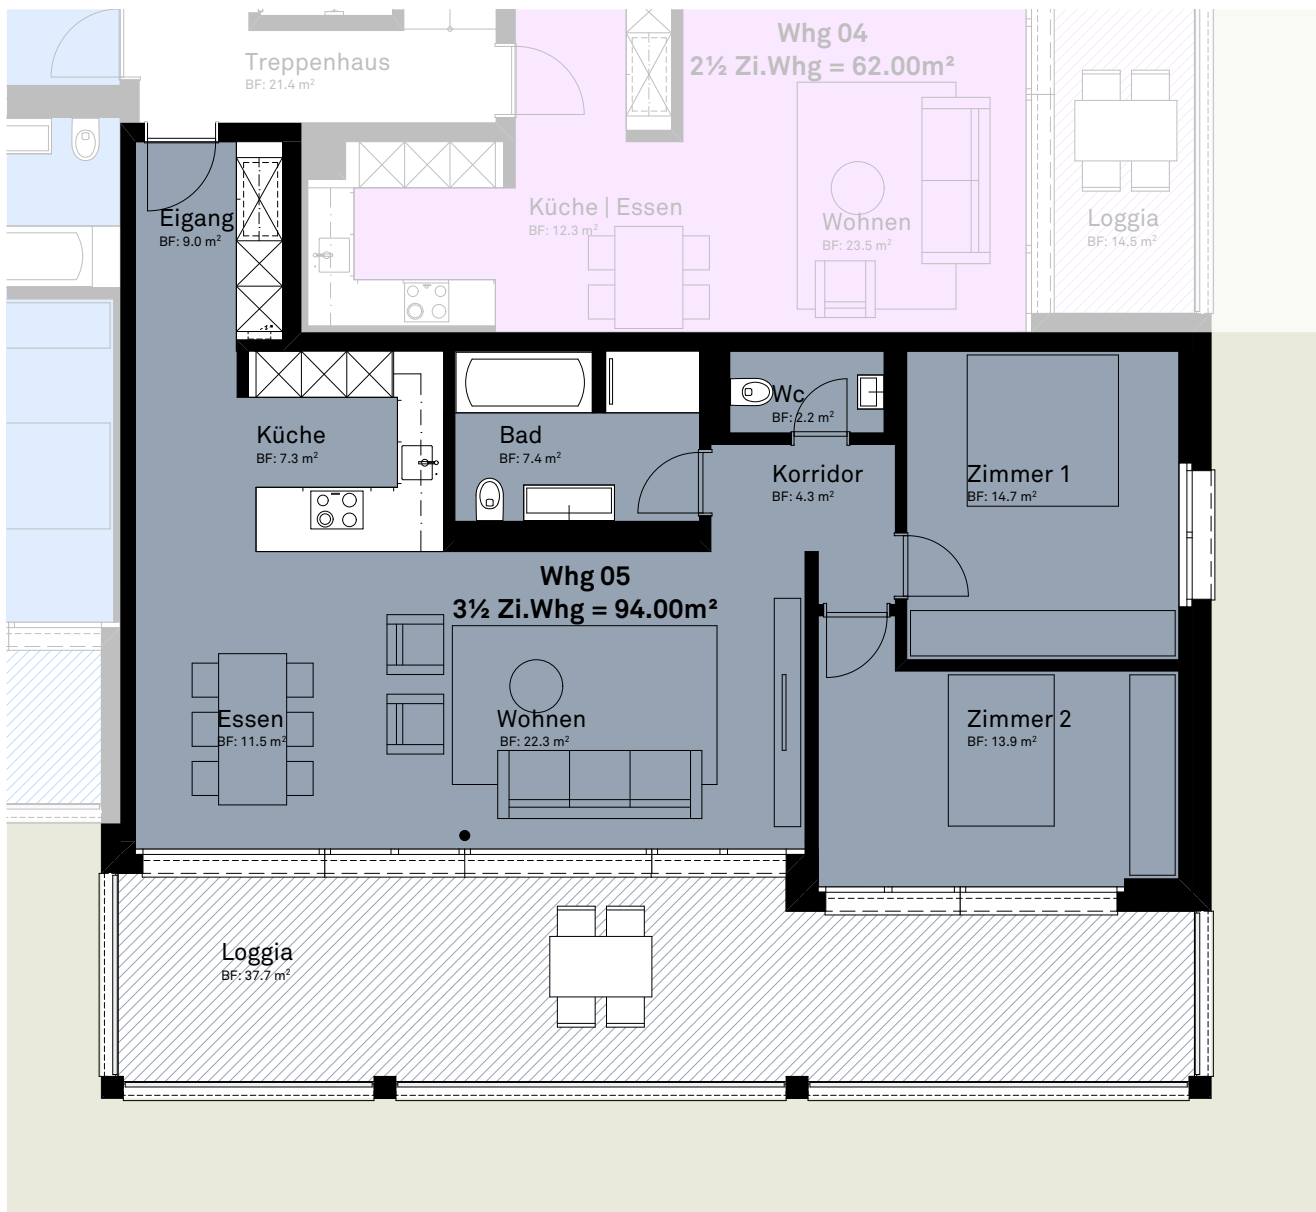 Whg 04
2½ Zi.Whg = 62.00m²
Treppenhaus
BF: 21.4 m²
Küche | Essen
BF: 12.3 m²
Wohnen
BF: 23.5 m²
Loggia
BF: 14.5 m²
Eigang
BF: 9.0 m²
Küche
BF: 7.3 m²
Bad
BF: 7.4 m²
Wc
BF: 2.2 m²
Korridor
BF: 4.3 m²
Zimmer 1
BF: 14.7 m²
Whg 05
3½ Zi.Whg = 94.00m²
Essen
BF: 11.5 m²
Wohnen
BF: 22.3 m²
Zimmer 2
BF: 13.9 m²
Loggia
BF: 37.7 m²